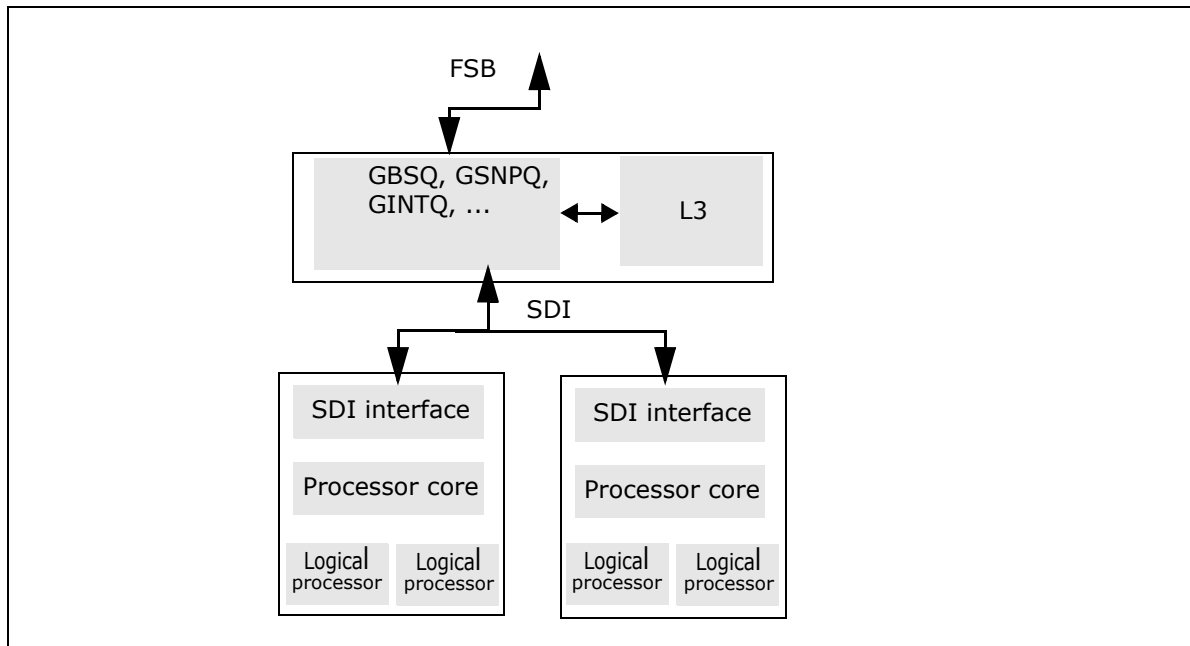 FSB
GBSQ, GSNPQ,
GINTQ, ...
L3
SDI
SDI interface
Processor core
Logical
processor
Logical
processor
SDI interface
Processor core
Logical
processor
Logical
processor